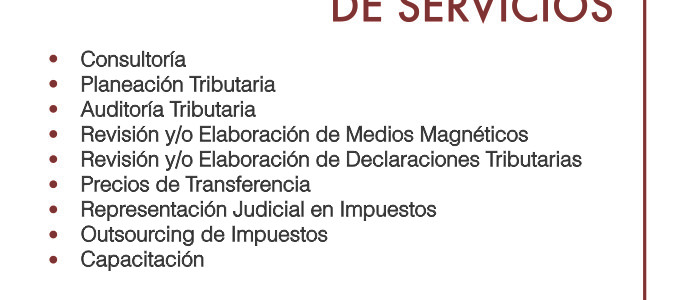 DE SERVICIOS
• Consultoría
• Planeación Tributaria
• Auditoría Tributaria
• Revisión y/o Elaboración de Medios Magnéticos
• Revisión y/o Elaboración de Declaraciones Tributarias
• Precios de Transferencia
• Representación Judicial en Impuestos
• Outsourcing de Impuestos
• Capacitación